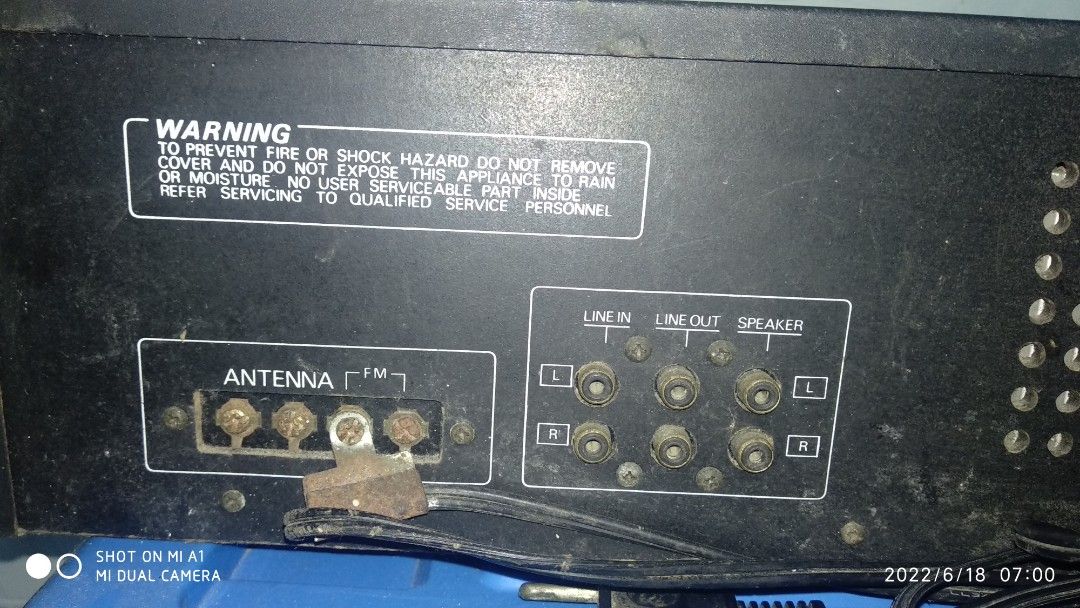 WARNING
TO PREVENT FIRE OR SHOCK HAZARD DO NOT REMOVE
COVER AND DO NOT EXPOSE THIS APPLIANCE TO RAIN
OR MOISTURE NO USER SERVICEABLE PART INSIDE
REFER SERVICING TO QUALIFIED SERVICE PERSONNEL
LINE IN LINE OUT SPEAKER
L L
R R
ANTENNA FM
SHOT ON MI A1
MI DUAL CAMERA
2022/6/18 07:00